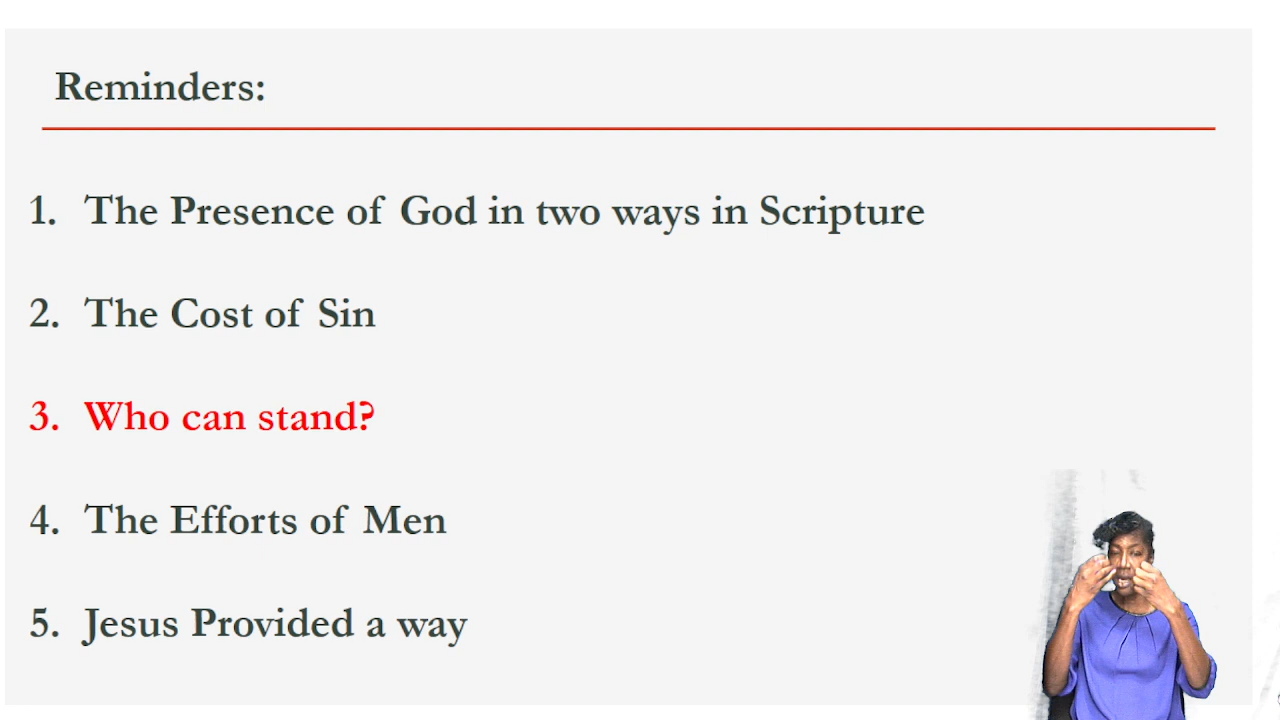 Reminders:
1. The Presence of God in two ways in Scripture
2. The Cost of Sin
3. Who can stand?
4. The Efforts of Men
5. Jesus Provided a way